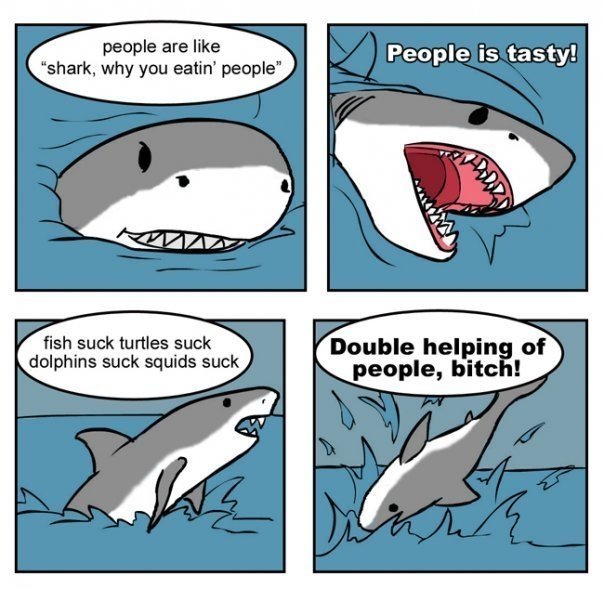 people are like
“shark, why you eatin’ people”
People is tasty!
fish suck turtles suck
dolphins suck squids suck
Double helping of
people, bitch!